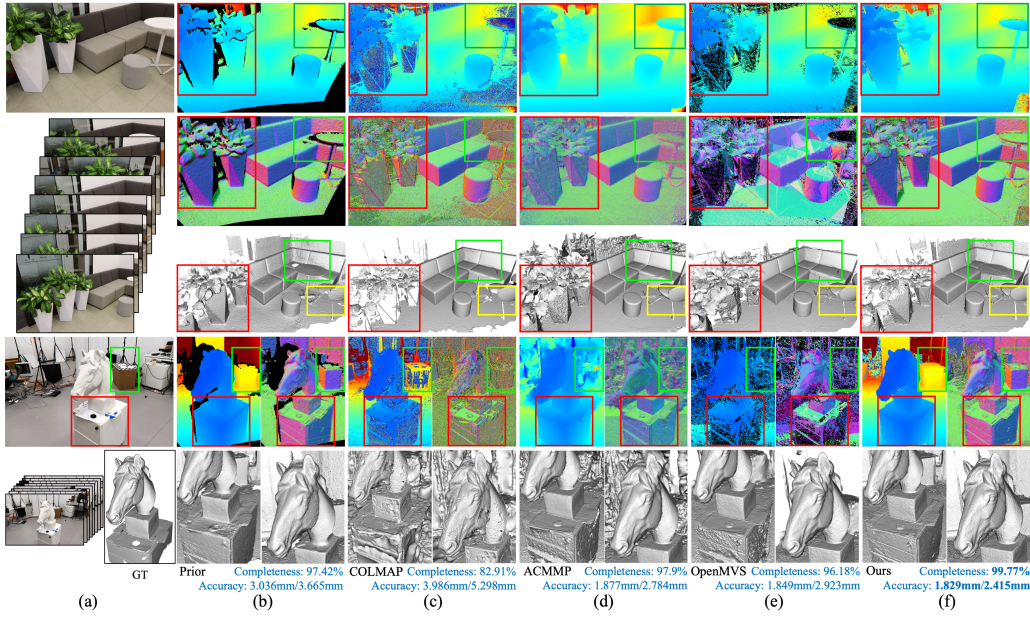 GT
Prior Completeness: 97.42%
Accuracy: 3.036mm/3.665mm
COLMAP Completeness: 82.91%
Accuracy: 3.986mm/5.298mm
ACMMP Completeness: 97.9%
Accuracy: 1.877mm/2.784mm
OpenMVS Completeness: 96.18%
Accuracy: 1.849mm/2.923mm
Ours Completeness: 99.77%
Accuracy: 1.829mm/2.415mm
(a) (b) (c) (d) (e) (f)